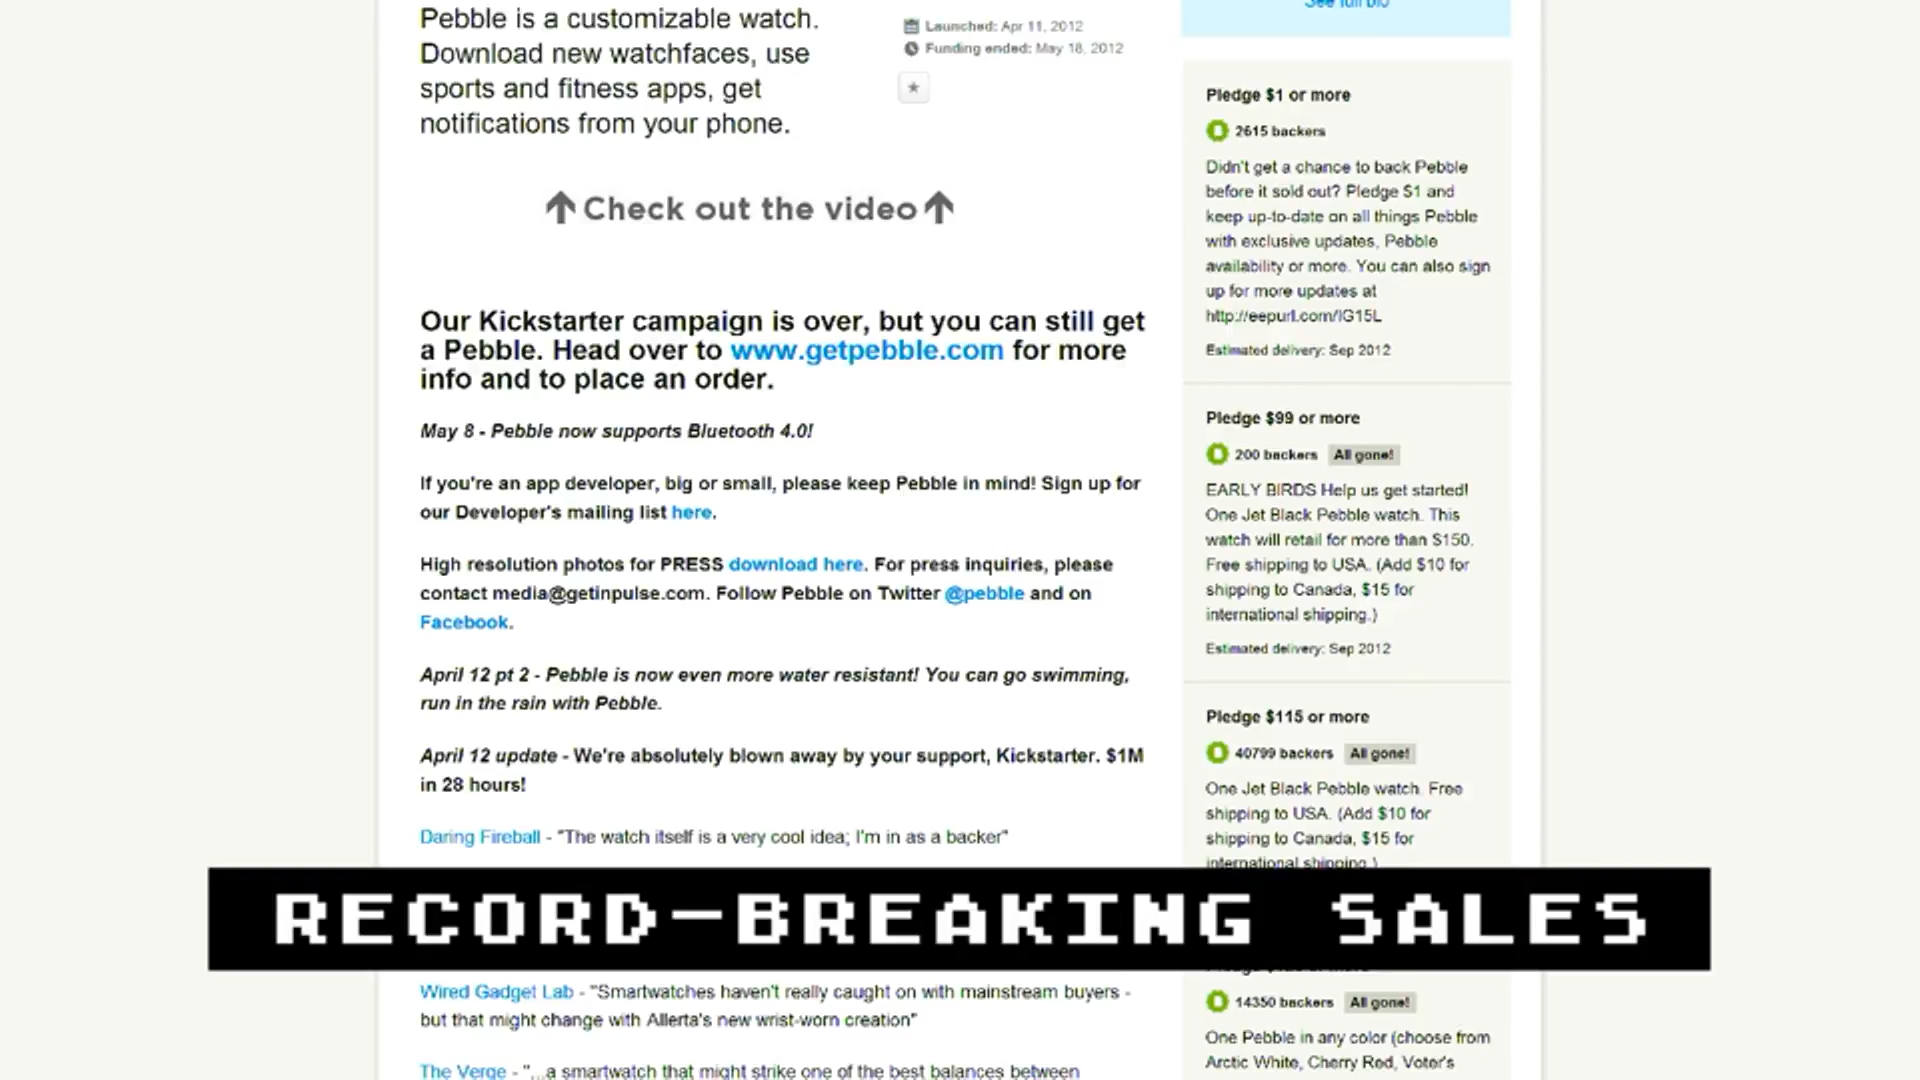 Pebble is a customizable watch.
Download new watchfaces, use
sports and fitness apps, get
notifications from your phone.
Launched: Apr 11, 2012
Funding ended: May 18, 2012
Check out the video
Our Kickstarter campaign is over, but you can still get
a Pebble. Head over to www.getpebble.com for more
info and to place an order.
May 8 - Pebble now supports Bluetooth 4.0!
If you're an app developer, big or small, please keep Pebble in mind! Sign up for
our Developer's mailing list here.
High resolution photos for PRESS download here. For press inquiries, please
contact media@getinpulse.com. Follow Pebble on Twitter @pebble and on
Facebook.
April 12 pt 2 - Pebble is now even more water resistant! You can go swimming,
run in the rain with Pebble.
April 12 update - We're absolutely blown away by your support, Kickstarter. $1M
in 28 hours!
Daring Fireball - "The watch itself is a very cool idea; I'm in as a backer"
Wired Gadget Lab - "Smartwatches haven't really caught on with mainstream buyers -
but that might change with Allerta's new wrist-worn creation"
The Verge - "...a smartwatch that might strike one of the best balances between
See full bio
Pledge $1 or more
2615 backers
Didn't get a chance to back Pebble
before it sold out? Pledge $1 and
keep up-to-date on all things Pebble
with exclusive updates, Pebble
availability or more. You can also sign
up for more updates at
http://eepurl.com/IG15L
Estimated delivery: Sep 2012
Pledge $99 or more
200 backers All gone!
EARLY BIRDS Help us get started!
One Jet Black Pebble watch. This
watch will retail for more than $150.
Free shipping to USA. (Add $10 for
shipping to Canada, $15 for
international shipping.)
Estimated delivery: Sep 2012
Pledge $115 or more
40799 backers All gone!
One Jet Black Pebble watch. Free
shipping to USA. (Add $10 for
shipping to Canada, $15 for
international shipping.)
14350 backers All gone!
One Pebble in any color (choose from
Arctic White, Cherry Red, Voter's
RECORD-BREAKING SALES